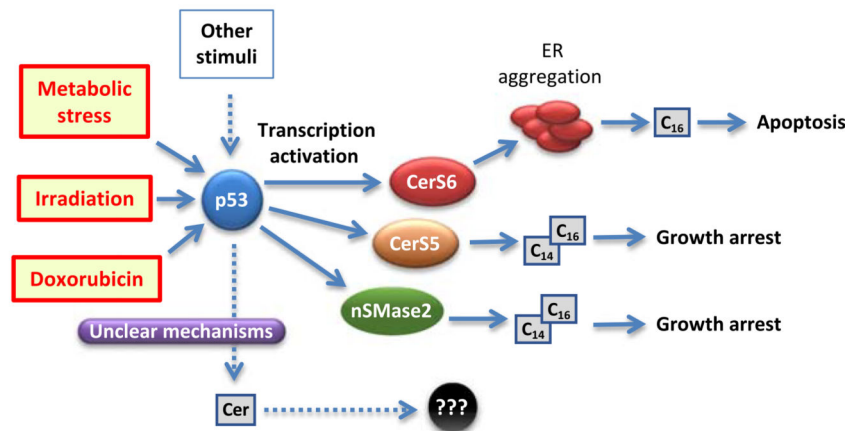 Other
stimuli
Metabolic
stress
Irradiation
Doxorubicin
p53
Transcription
activation
ER
aggregation
CerS6
C₁₆
Apoptosis
CerS5
C₁₆
C₁₄
Growth arrest
nSMase2
C₁₆
C₁₄
Growth arrest
Unclear mechanisms
Cer
???